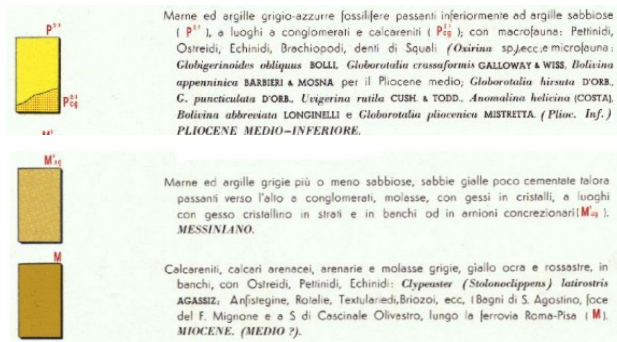 Marne ed argille grigio-azzurre fossilifere passanti inferiormente ad argille sabbiose
P²⁻¹ ( P²⁻¹ ), a luoghi a conglomerati e calcareniti ( P²⁻¹cg ); con macrofauna: Pettinidi,
Ostreidi, Echinidi, Brachiopodi, denti di Squali (Oxirina sp.),ecc.;e microfauna:
Globigerinoides obliquus BOLLI, Globorotalia crassaformis GALLOWAY & WISS, Bolivina
appenninica BARBIERI & MOSNA per il Pliocene medio; Globorotalia hirsuta D'ORB.,
P²⁻¹cg G. puncticulata D'ORB., Uvigerina rutila CUSH. & TODD., Anomalina helicina (COSTA),
Bolivina abbreviata LONGINELLI e Globorotalia pliocenica MISTRETTA. (Plioc. Inf.)
PLIOCENE MEDIO-INFERIORE.
M³ag
Marne ed argille grigie più o meno sabbiose, sabbie gialle poco cementate talora
passanti verso l'alto a conglomerati, molasse, con gessi in cristalli, a luoghi
con gesso cristallino in strati e in banchi od in arnioni concrezionari(M³ag ).
MESSINIANO.
M
Calcareniti, calcari arenacei, arenarie e molasse grigie, giallo ocra e rossastre, in
banchi, con Ostreidi, Pettinidi, Echinidi: Clypeaster (Stolonoclippens) latirostris
AGASSIZ; Anfistegine, Rotalie, Textulariedi,Briozoi, ecc, (Bagni di S. Agostino, foce
del F. Mignone e a S di Cascinale Olivastro, lungo la ferrovia Roma-Pisa ( M ).
MIOCENE. (MEDIO ?).